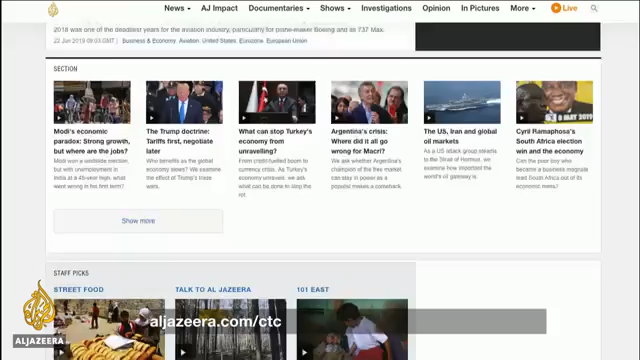 News
AJ Impact
Documentaries
Shows
Investigations
Opinion
In Pictures
More
Live
2018 was one of the deadliest years for the aviation industry, particularly for plane-maker Boeing and its 737 Max.
22 Jun 2019 09:03 GMT | Business & Economy, Aviation, United States, Eurozone, European Union
SECTION
Modi's economic
paradox: Strong growth,
but where are the jobs?
Modi won a landslide election,
but with unemployment in
India at a 45-year high, what
went wrong in his first term?
The Trump doctrine:
Tariffs first, negotiate
later
Who benefits as the global
economy slows? We examine
the effect of Trump's trade
wars.
What can stop Turkey's
economy from
unravelling?
From credit-fuelled boom to
currency crisis. As Turkey's
economy unravels, we ask
what can be done to stop the
rot.
Argentina's crisis:
Where did it all go
wrong for Macri?
We ask whether Argentina's
champion of the free market
can stay in power as a
populist makes a comeback.
The US, Iran and global
oil markets
As a US attack group steams
to the Strait of Hormuz, we
examine how important the
world's oil gateway is.
8 MAY 2019
Cyril Ramaphosa's
South Africa election
win and the economy
Can the poor boy who
became a business magnate
lead South Africa out of its
economic mess?
Show more
STAFF PICKS
STREET FOOD
TALK TO AL JAZEERA
101 EAST
aljazeera.com/ctc
ALJAZEERA